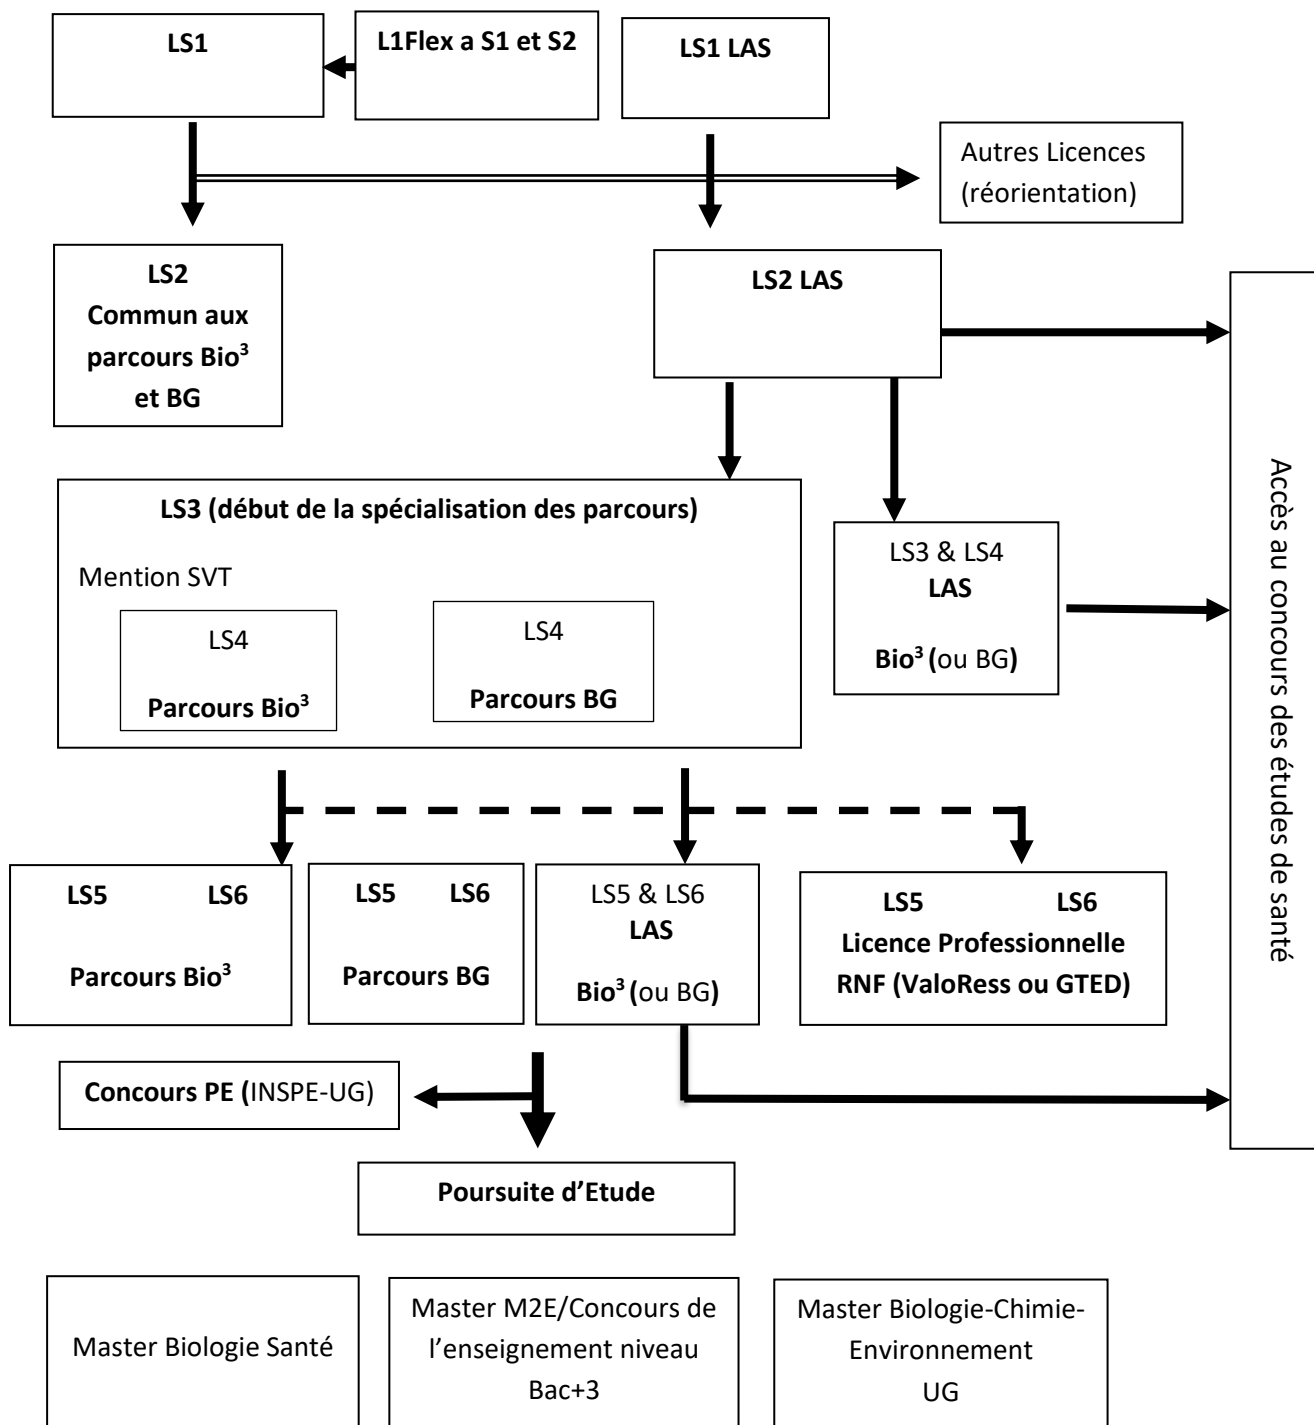 LS1
L1Flex a S1 et S2
LS1 LAS
Autres Licences
(réorientation)
LS2
Commun aux
parcours Bio³
et BG
LS2 LAS
Accès au concours des études de santé
LS3 (début de la spécialisation des parcours)
Mention SVT
LS4
Parcours Bio³
LS4
Parcours BG
LS3 & LS4
LAS
Bio³ (ou BG)
LS5 LS6
Parcours Bio³
LS5 LS6
Parcours BG
LS5 & LS6
LAS
Bio³ (ou BG)
LS5 LS6
Licence Professionnelle
RNF (ValoRess ou GTED)
Concours PE (INSPE-UG)
Poursuite d’Etude
Master Biologie Santé
Master M2E/Concours de
l’enseignement niveau
Bac+3
Master Biologie-Chimie-
Environnement
UG